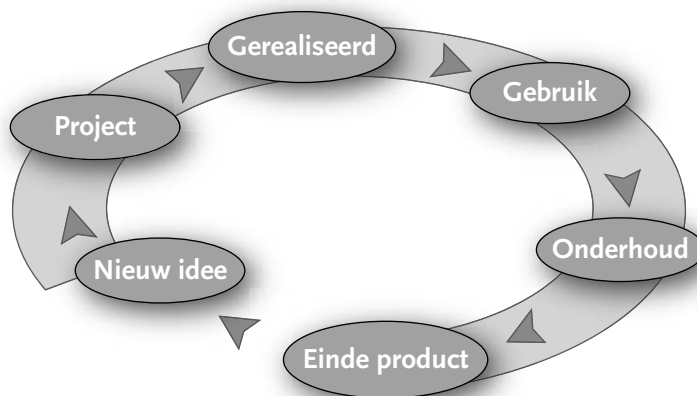 Gerealiseerd
Gebruik
Project
Onderhoud
Nieuw idee
Einde product